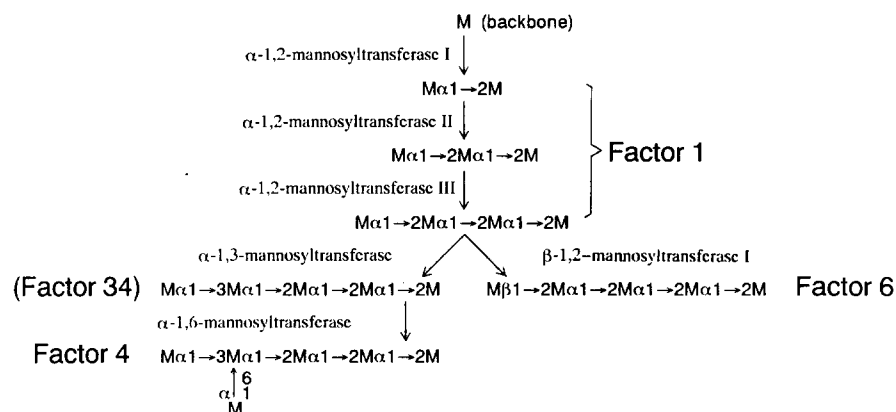 M (backbone)
α-1,2-mannosyltransferase I
Mα1→2M
α-1,2-mannosyltransferase II
Mα1→2Mα1→2M
Factor 1
α-1,2-mannosyltransferase III
Mα1→2Mα1→2Mα1→2M
α-1,3-mannosyltransferase
β-1,2-mannosyltransferase I
(Factor 34) Mα1→3Mα1→2Mα1→2Mα1→2M
Mβ1→2Mα1→2Mα1→2Mα1→2M Factor 6
α-1,6-mannosyltransferase
Factor 4 Mα1→3Mα1→2Mα1→2Mα1→2M
6
α 1
M